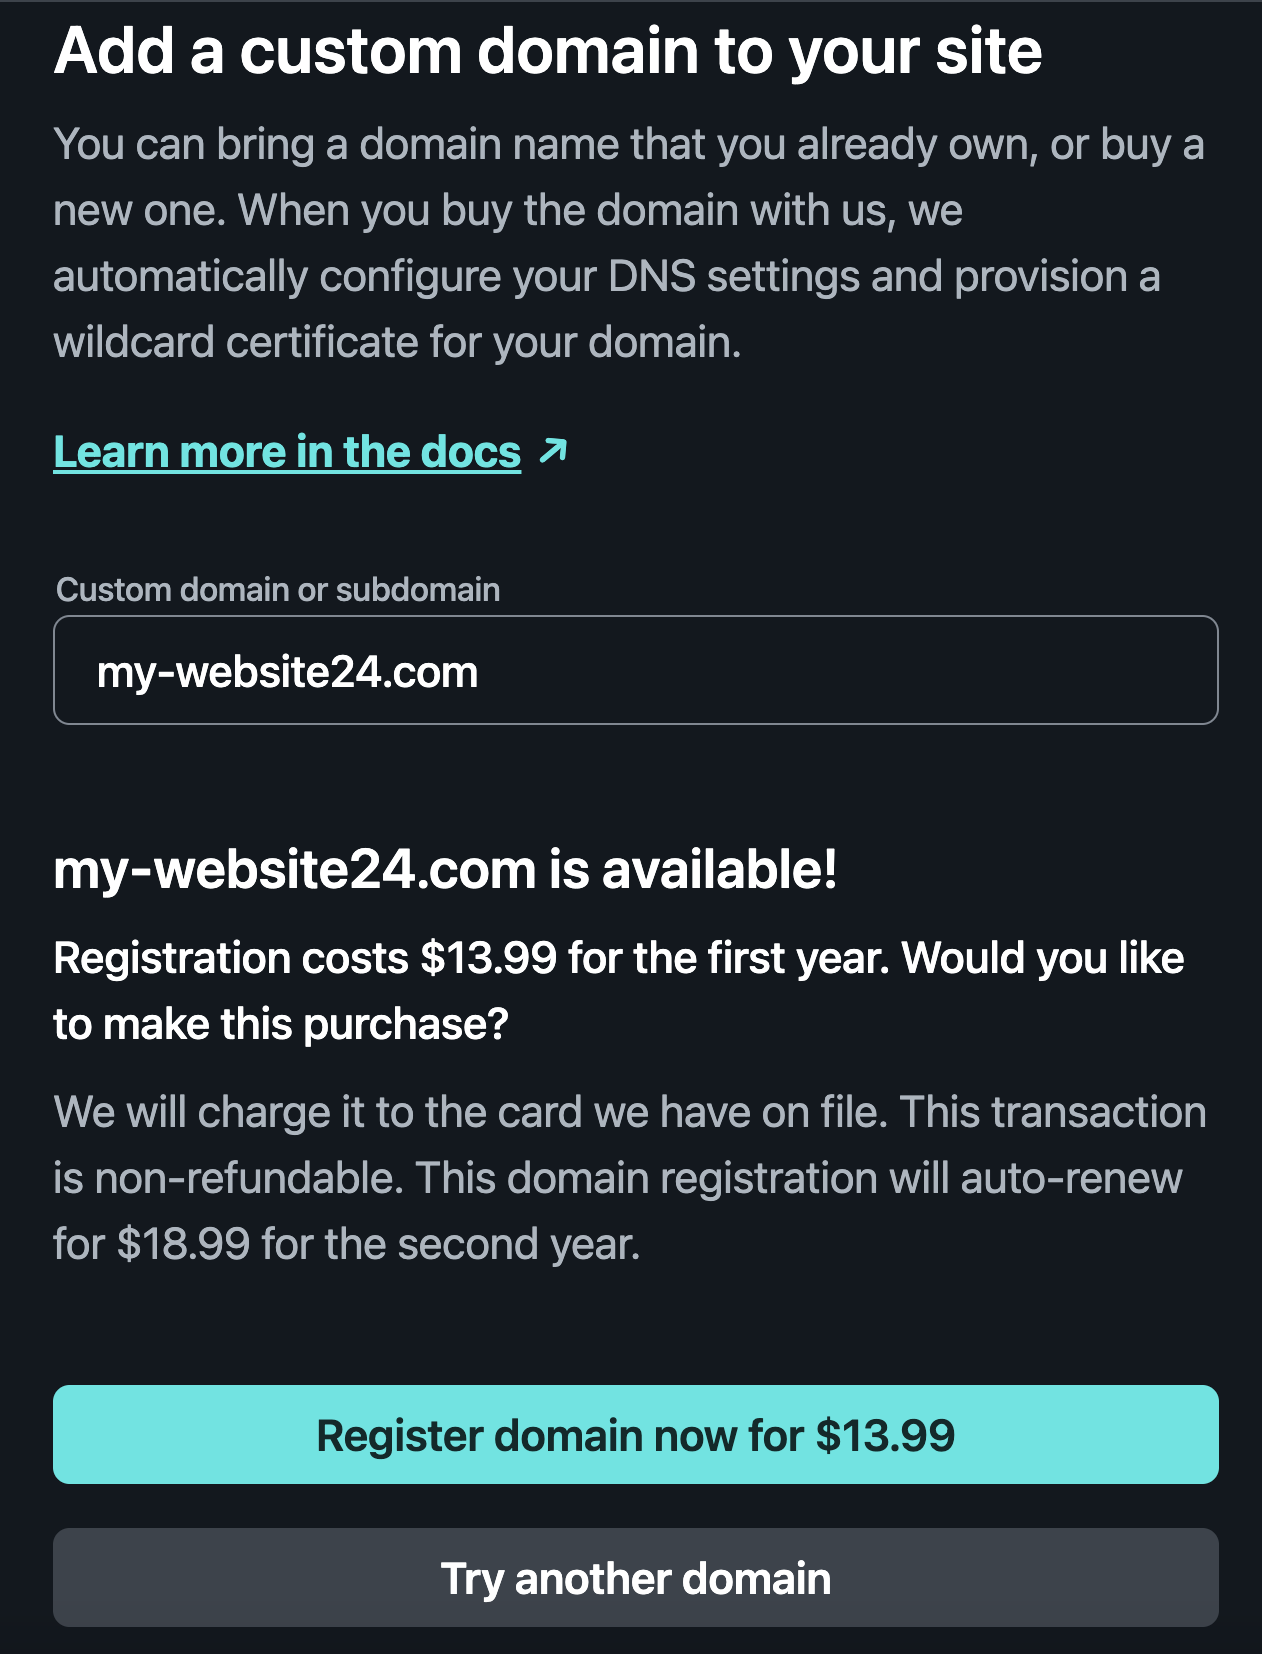 Add a custom domain to your site
You can bring a domain name that you already own, or buy a
new one. When you buy the domain with us, we
automatically configure your DNS settings and provision a
wildcard certificate for your domain.
Learn more in the docs ↗
Custom domain or subdomain
my-website24.com
my-website24.com is available!
Registration costs $13.99 for the first year. Would you like
to make this purchase?
We will charge it to the card we have on file. This transaction
is non-refundable. This domain registration will auto-renew
for $18.99 for the second year.
Register domain now for $13.99
Try another domain